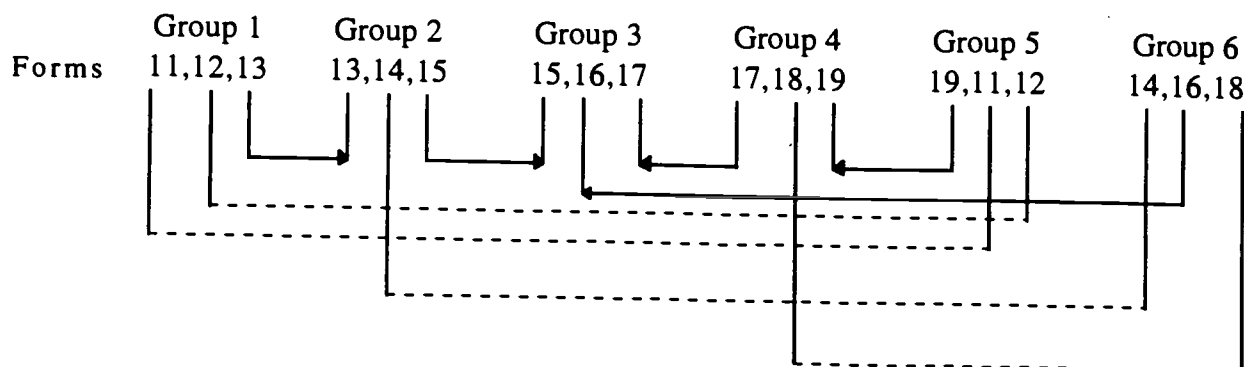 Group 1 Group 2 Group 3 Group 4 Group 5 Group 6
Forms 11,12,13 13,14,15 15,16,17 17,18,19 19,11,12 14,16,18